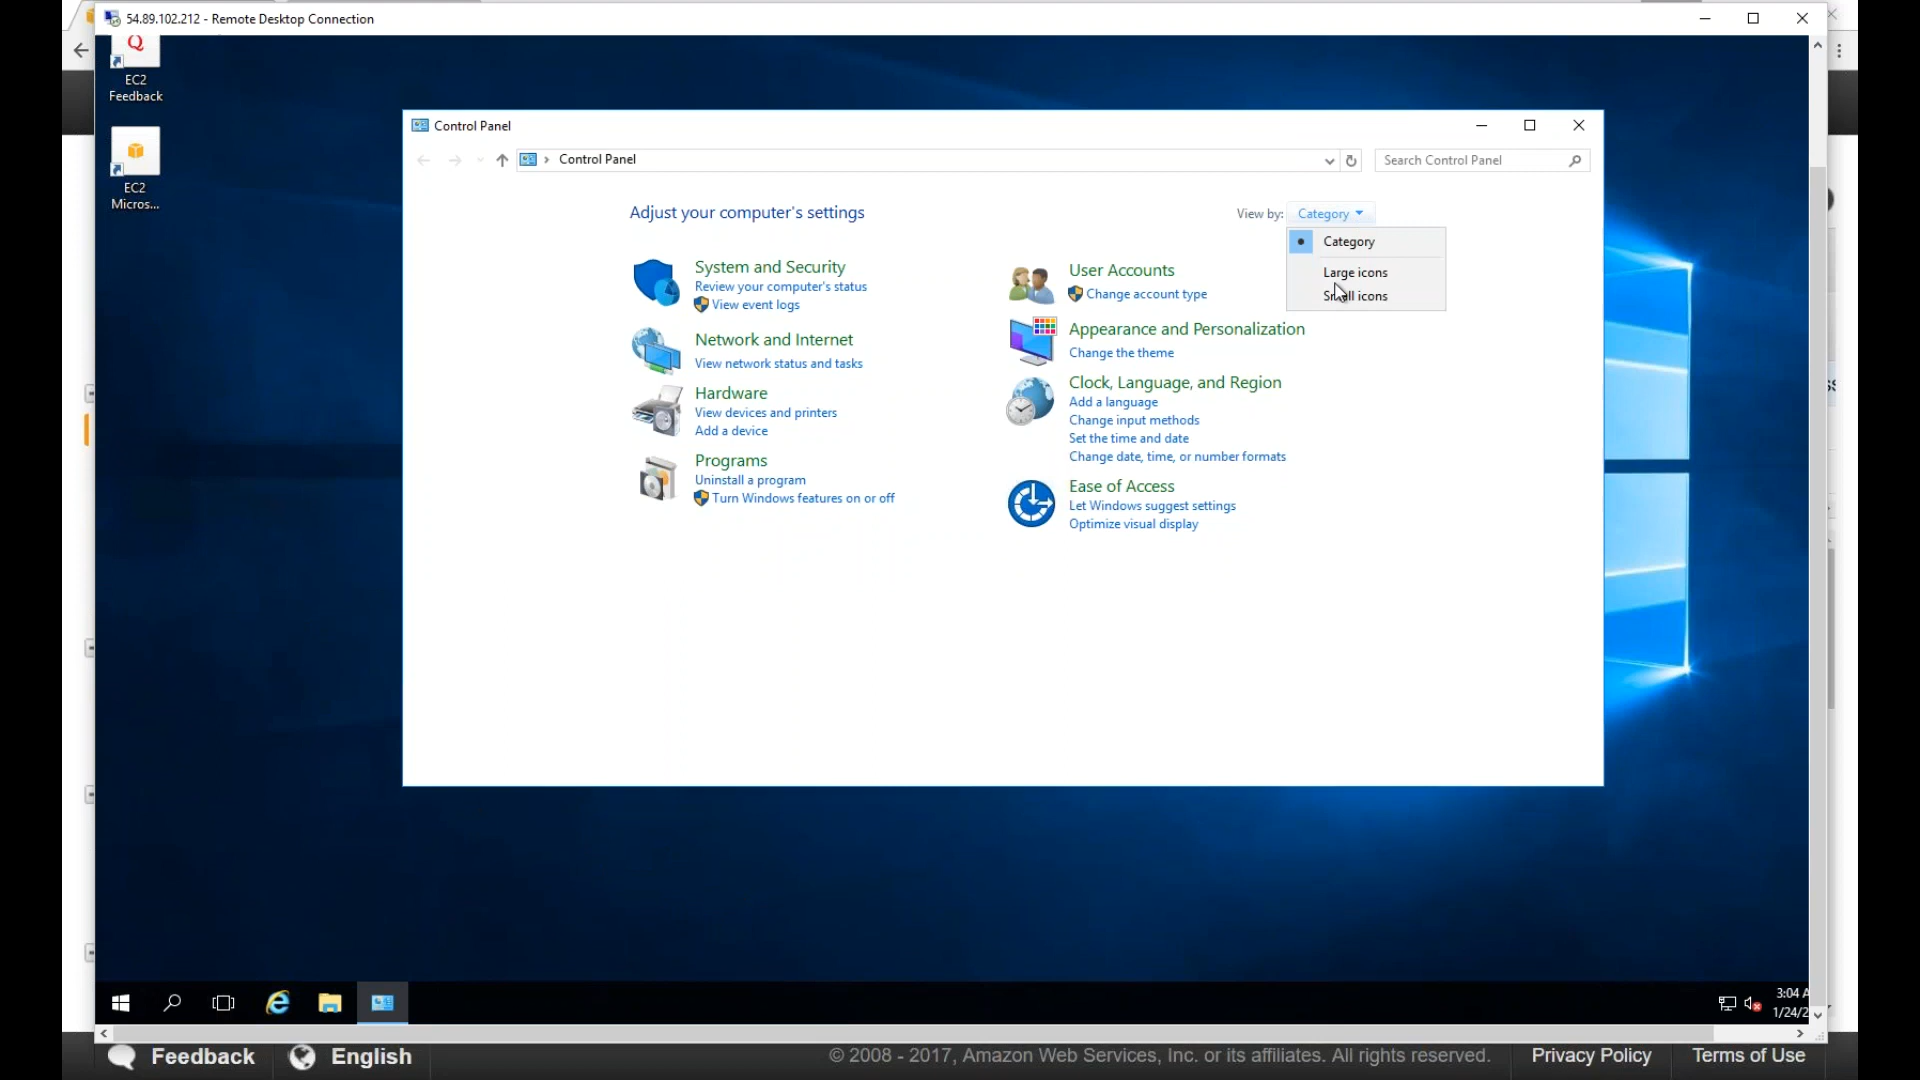 54.89.102.212 - Remote Desktop Connection
EC2
Feedback
EC2
Micros...
Control Panel
Control Panel
Search Control Panel
Adjust your computer's settings
View by:
Category
Category
Large icons
Small icons
System and Security
Review your computer's status
View event logs
Network and Internet
View network status and tasks
Hardware
View devices and printers
Add a device
Programs
Uninstall a program
Turn Windows features on or off
User Accounts
Change account type
Appearance and Personalization
Change the theme
Clock, Language, and Region
Add a language
Change input methods
Set the time and date
Change date, time, or number formats
Ease of Access
Let Windows suggest settings
Optimize visual display
3:04 A
1/24/2
Feedback
English
© 2008 - 2017, Amazon Web Services, Inc. or its affiliates. All rights reserved.
Privacy Policy
Terms of Use